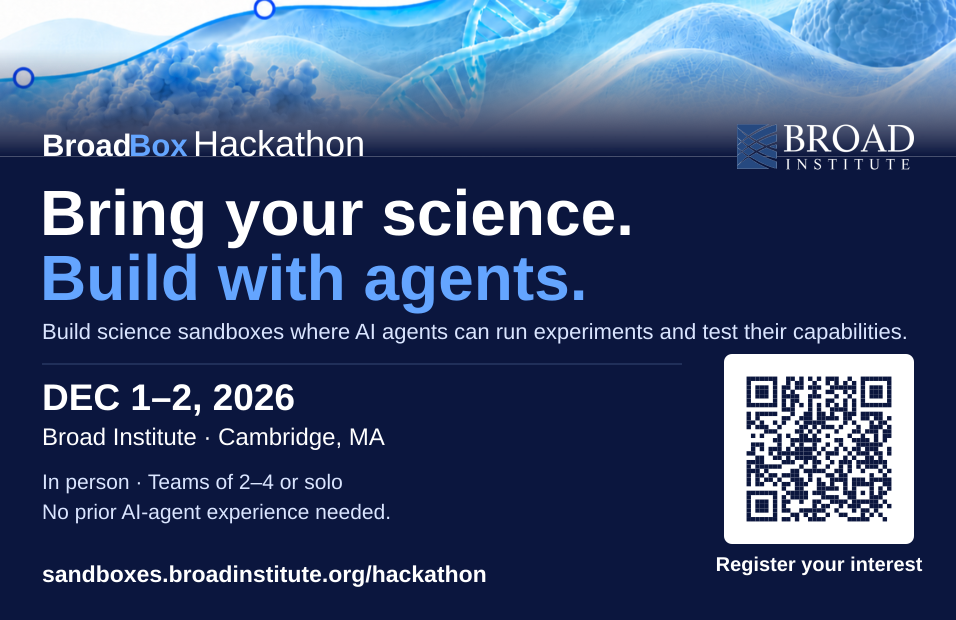 BroadBox Hackathon
BROAD
INSTITUTE
Bring your science.
Build with agents.
Build science sandboxes where AI agents can run experiments and test their capabilities.
DEC 1–2, 2026
Broad Institute · Cambridge, MA
In person · Teams of 2–4 or solo
No prior AI-agent experience needed.
sandboxes.broadinstitute.org/hackathon
Register your interest